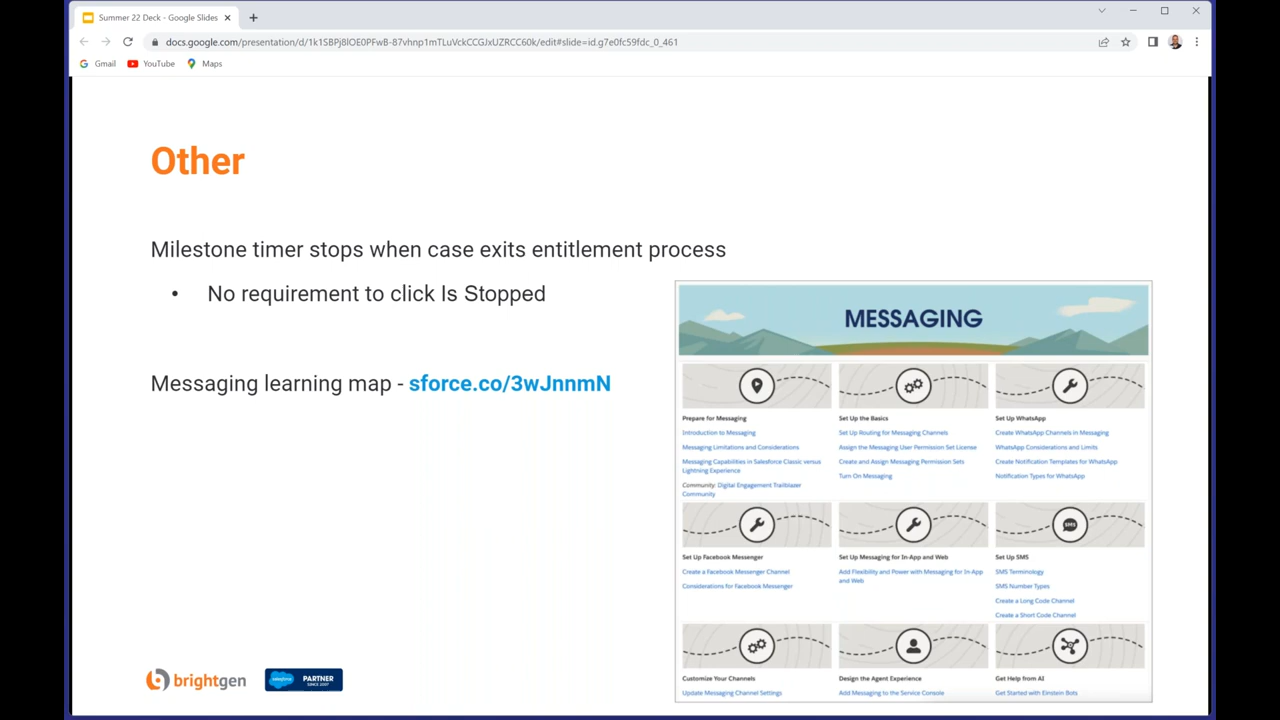 Summer 22 Deck - Google Slides
docs.google.com/presentation/d/1k1SBPj8lOE0PFwB-87vhnp1mTLuVckCCGJxUZRCC60k/edit#slide=id.g7e0fc59fdc_0_461
Gmail YouTube Maps
Other
Milestone timer stops when case exits entitlement process
• No requirement to click Is Stopped
Messaging learning map - sforce.co/3wJnnmN
MESSAGING
Prepare for Messaging
Introduction to Messaging
Messaging Limitations and Considerations
Messaging Capabilities in Salesforce Classic versus
Lightning Experience
Community: Digital Engagement Trailblazer
Community
Set Up the Basics
Set Up Routing for Messaging Channels
Assign the Messaging User Permission Set License
Create and Assign Messaging Permission Sets
Turn On Messaging
Set Up WhatsApp
Create WhatsApp Channels in Messaging
WhatsApp Considerations and Limits
Create Notification Templates for WhatsApp
Notification Types for WhatsApp
Set Up Facebook Messenger
Create a Facebook Messenger Channel
Considerations for Facebook Messenger
Set Up Messaging for In-App and Web
Add Flexibility and Power with Messaging for In-App
and Web
SMS
Set Up SMS
SMS Terminology
SMS Number Types
Create a Long Code Channel
Create a Short Code Channel
Customize Your Channels
Update Messaging Channel Settings
Design the Agent Experience
Add Messaging to the Service Console
Get Help from AI
Get Started with Einstein Bots
brightgen
salesforce
PARTNER
SINCE 2007